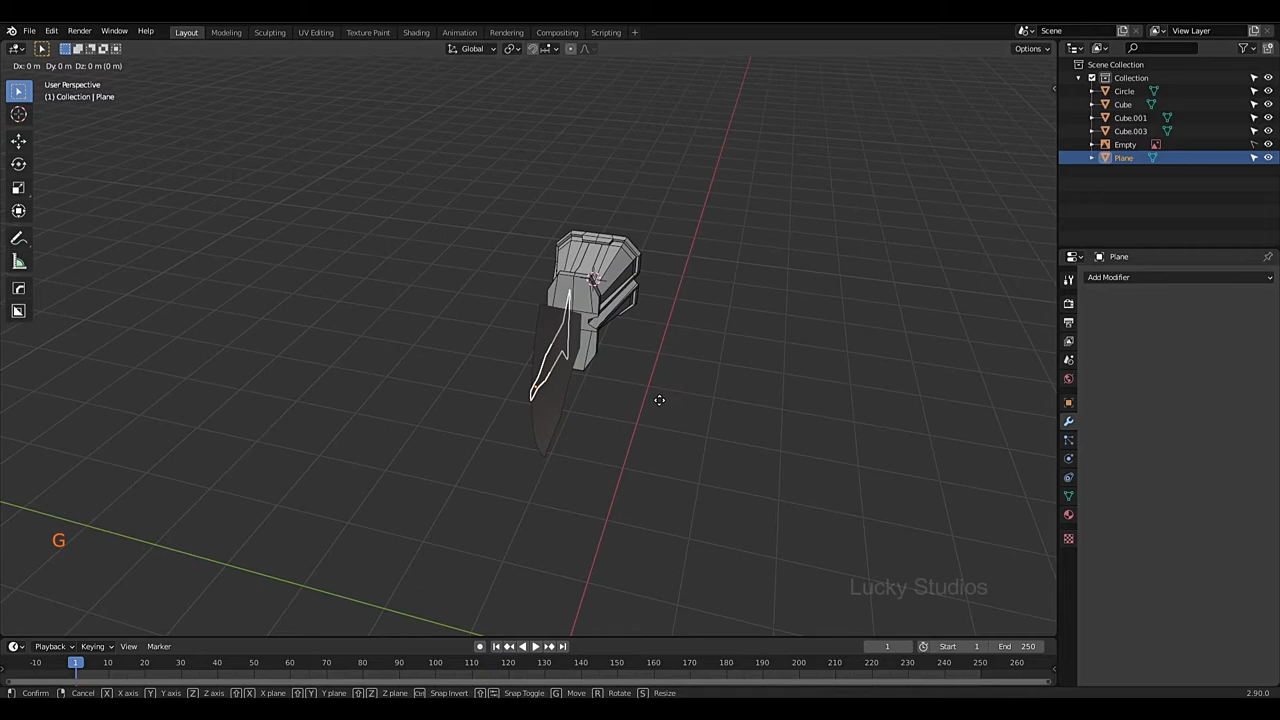 File Edit Render Window Help
Layout Modeling Sculpting UV Editing Texture Paint Shading Animation Rendering Compositing Scripting +
Scene View Layer
Global Options
Dx: 0 m Dy: 0 m Dz: 0 m (0 m)
User Perspective
(1) Collection | Plane
Scene Collection
Collection
Circle
Cube
Cube.001
Cube.003
Empty
Plane
Plane
Add Modifier
G
Lucky Studios
Playback Keying View Marker 1 Start 1 End 250
-10 1 10 20 30 40 50 60 70 80 90 100 110 120 130 140 150 160 170 180 190 200 210 220 230 240 250 260
Confirm Cancel X X axis Y Y axis Z Z axis X X plane Y Y plane Z Z plane Snap Invert Snap Toggle G Move R Rotate S Resize 2.90.0